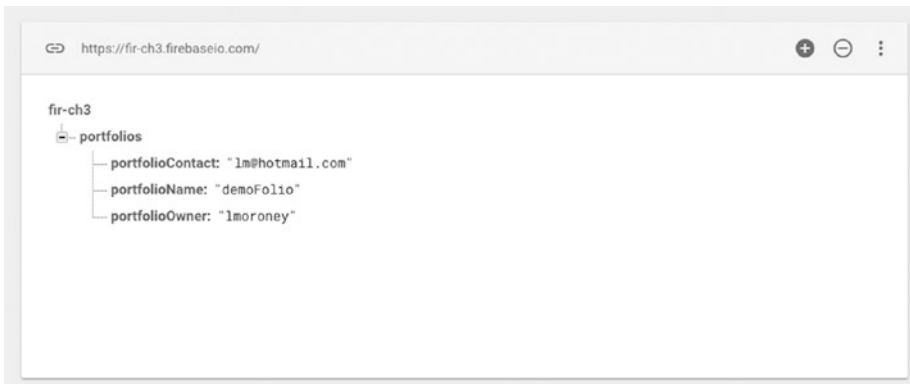 https://fir-ch3.firebaseio.com/
fir-ch3
portfolios
portfolioContact: "lm@hotmail.com"
portfolioName: "demoFolio"
portfolioOwner: "lmoroney"